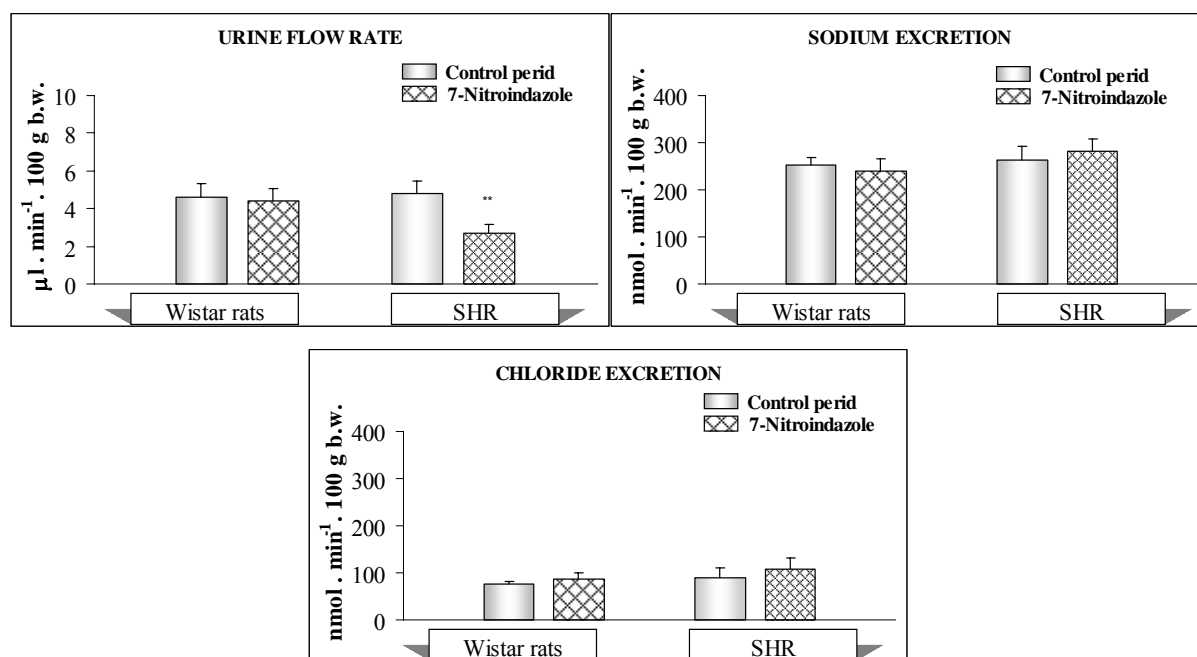 URINE FLOW RATE
Control perid
7-Nitroindazole
10
8
6
4
2
0
µl . min⁻¹. 100 g b.w.
**
Wistar rats
SHR
SODIUM EXCRETION
Control perid
7-Nitroindazole
400
300
200
100
0
nmol . min⁻¹. 100 g b.w.
Wistar rats
SHR
CHLORIDE EXCRETION
Control perid
7-Nitroindazole
400
300
200
100
0
nmol . min⁻¹. 100 g b.w.
Wistar rats
SHR